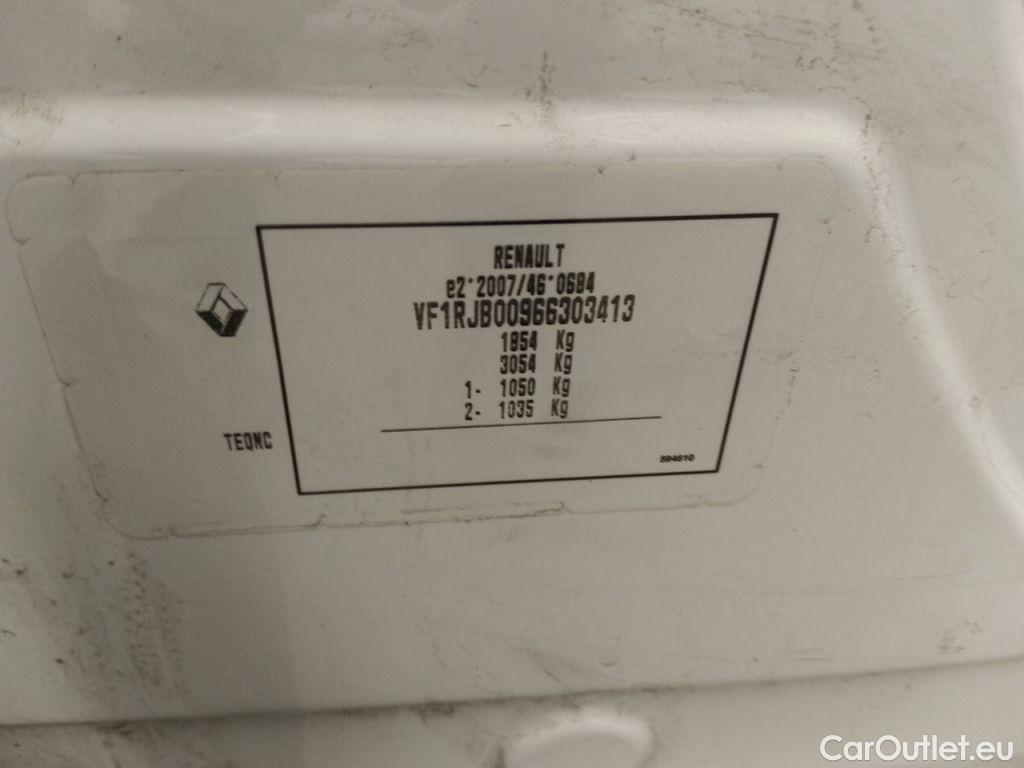 RENAULT
e2*2007/46*0684
VF1RJB00966303413
1854 Kg
3054 Kg
1- 1050 Kg
2- 1035 Kg
TEQNC
594610
CarOutlet.eu